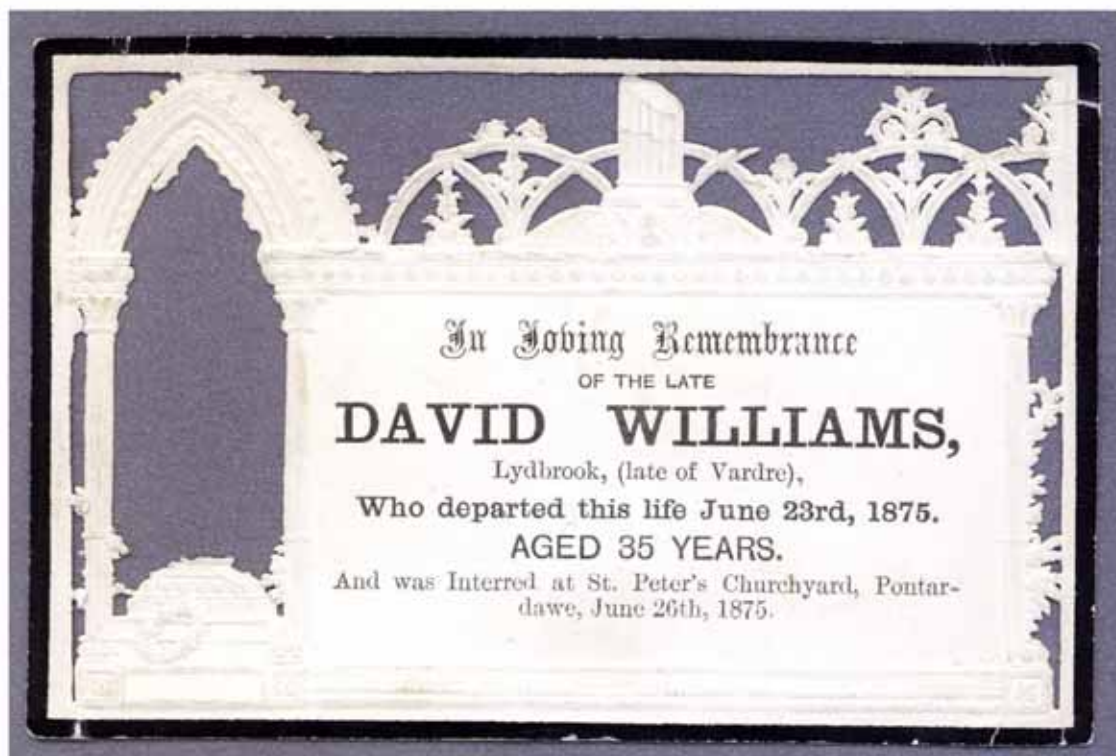 In Loving Remembrance
OF THE LATE
DAVID WILLIAMS,
Lydbrook, (late of Vardre),
Who departed this life June 23rd, 1875.
AGED 35 YEARS.
And was Interred at St. Peter's Churchyard, Pontar-
dawe, June 26th, 1875.